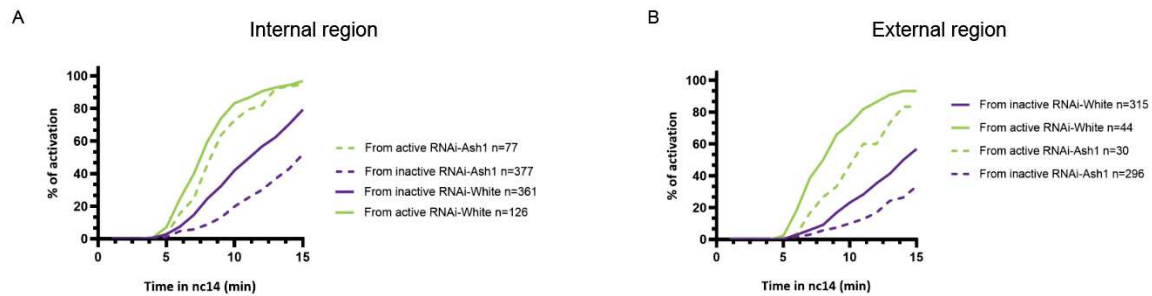 A
Internal region
% of activation
100
80
60
40
20
0
0
5
10
15
Time in nc14 (min)
From active RNAi-Ash1 n=77
From inactive RNAi-Ash1 n=377
From inactive RNAi-White n=361
From active RNAi-White n=126
B
External region
% of activation
100
80
60
40
20
0
0
5
10
15
Time in nc14 (min)
From inactive RNAi-White n=315
From active RNAi-White n=44
From active RNAi-Ash1 n=30
From inactive RNAi-Ash1 n=296